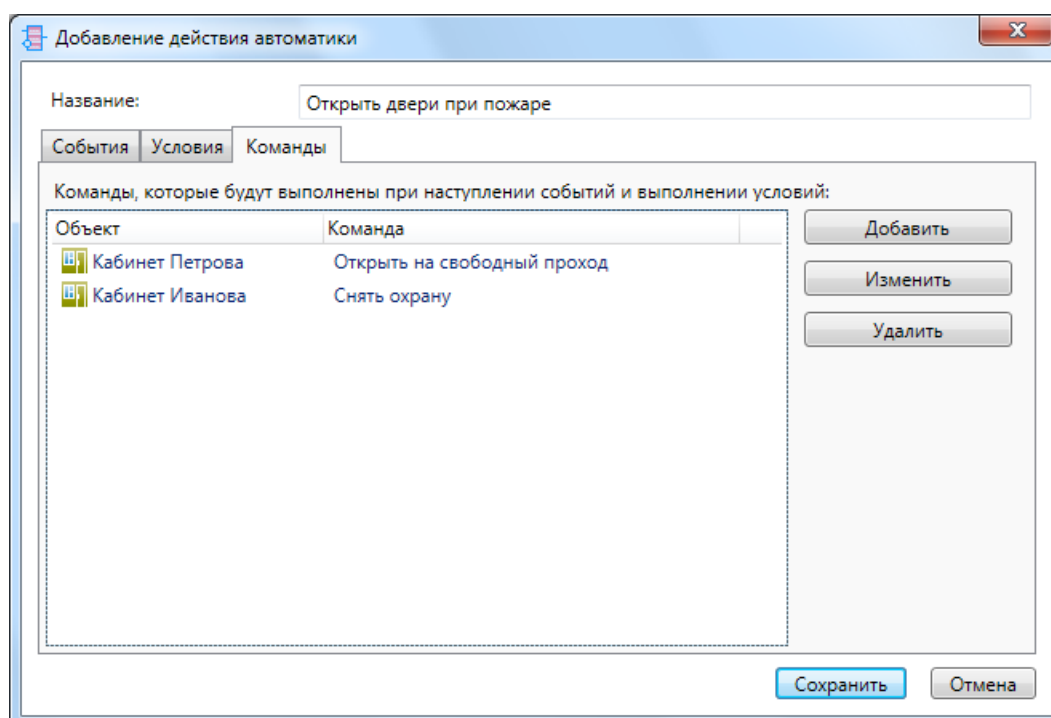 Добавление действия автоматики
Название: Открыть двери при пожаре
События Условия Команды
Команды, которые будут выполнены при наступлении событий и выполнении условий:
Объект Команда Добавить
Кабинет Петрова Открыть на свободный проход
Изменить
Кабинет Иванова Снять охрану
Удалить
Сохранить Отмена